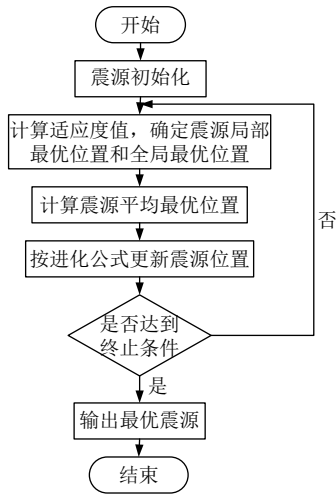 开始
震源初始化
计算适应度值，确定震源局部
最优位置和全局最优位置
计算震源平均最优位置
按进化公式更新震源位置
否
是否达到
终止条件
是
输出最优震源
结束